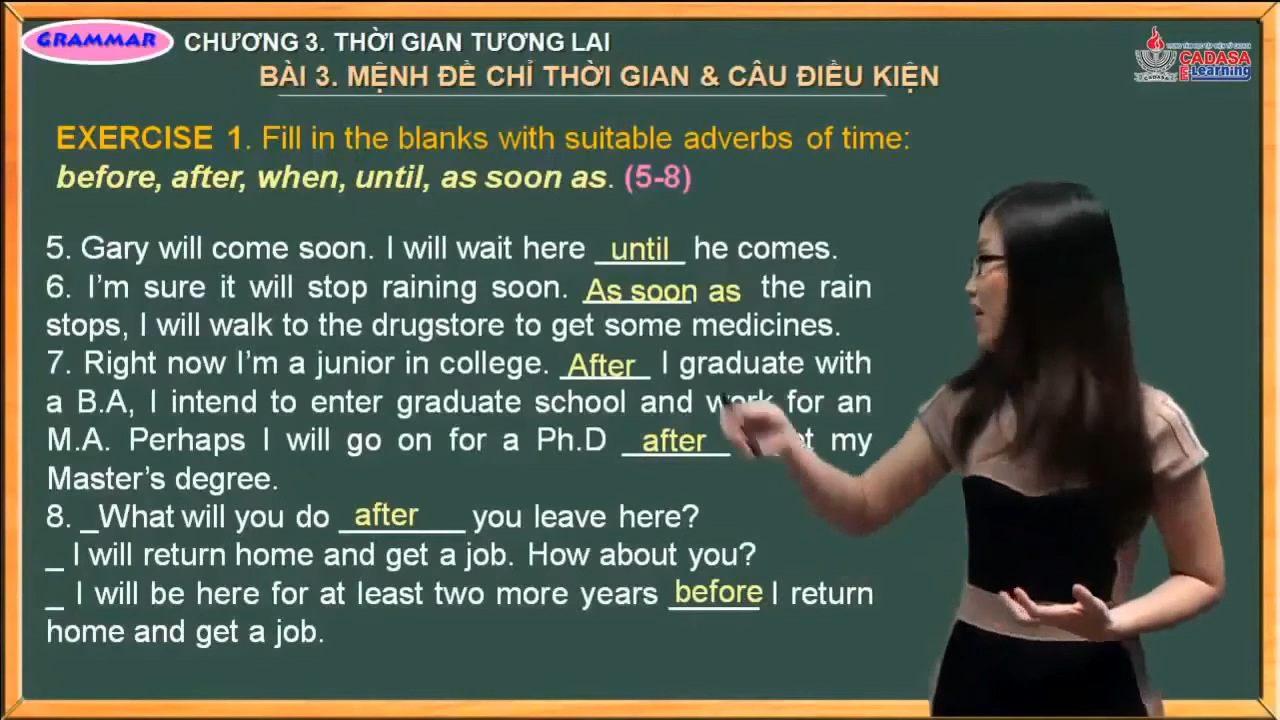 GRAMMAR CHƯƠNG 3. THỜI GIAN TƯƠNG LAI
BÀI 3. MỆNH ĐỀ CHỈ THỜI GIAN & CÂU ĐIỀU KIỆN
CADASA
E-Learning
EXERCISE 1. Fill in the blanks with suitable adverbs of time:
before, after, when, until, as soon as. (5-8)
5. Gary will come soon. I will wait here until he comes.
6. I'm sure it will stop raining soon. As soon as the rain
stops, I will walk to the drugstore to get some medicines.
7. Right now I'm a junior in college. After I graduate with
a B.A, I intend to enter graduate school and work for an
M.A. Perhaps I will go on for a Ph.D after my
Master's degree.
8. _What will you do after you leave here?
_ I will return home and get a job. How about you?
_ I will be here for at least two more years before I return
home and get a job.